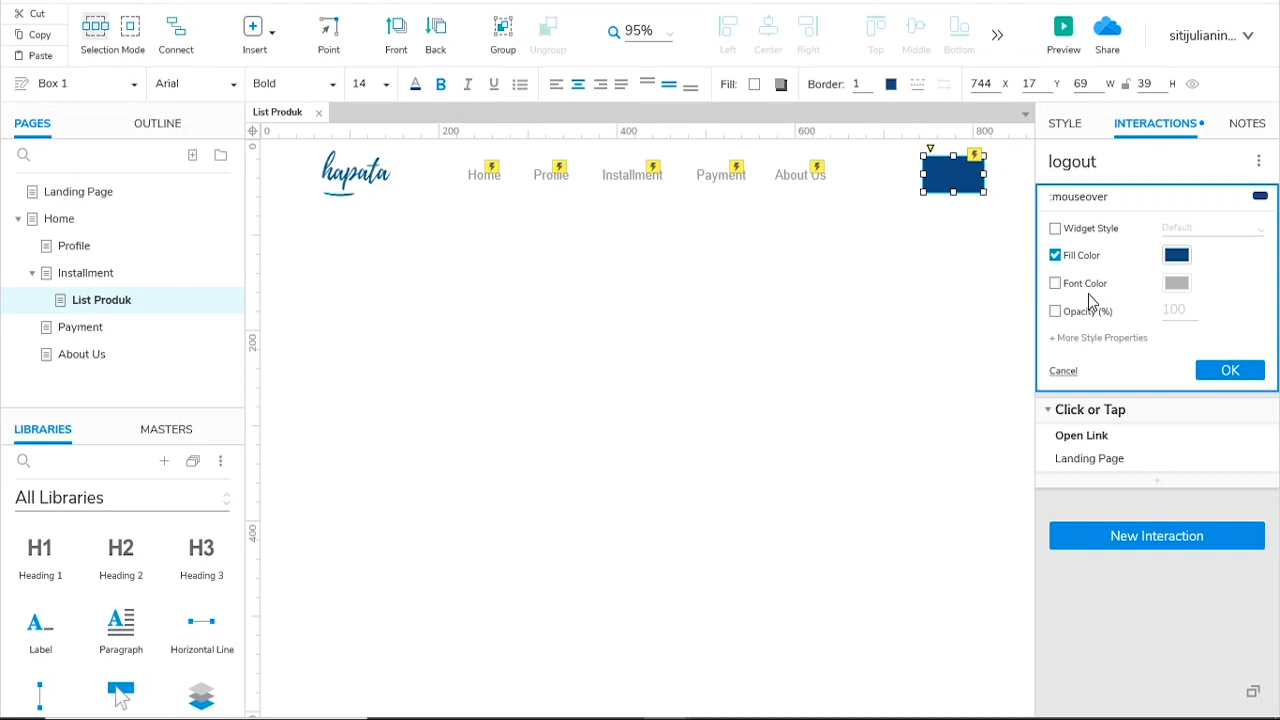 Cut
Copy
Paste
Selection Mode
Connect
Insert
Point
Front
Back
Group
Ungroup
95%
Left
Center
Right
Top
Middle
Bottom
Preview
Share
sitijulianin...
Box 1
Arial
Bold
14
Fill:
Border:
1
744 X
17 Y
69 W
39 H
PAGES
OUTLINE
List Produk
STYLE
INTERACTIONS
NOTES
0
200
400
600
800
0
200
400
Landing Page
Home
Profile
Installment
List Produk
Payment
About Us
hapata
Home
Profile
Installment
Payment
About Us
logout
:mouseover
Widget Style
Default
Fill Color
Font Color
Opacity (%)
100
+ More Style Properties
Cancel
OK
Click or Tap
Open Link
Landing Page
New Interaction
LIBRARIES
MASTERS
All Libraries
H1
H2
H3
Heading 1
Heading 2
Heading 3
Label
Paragraph
Horizontal Line